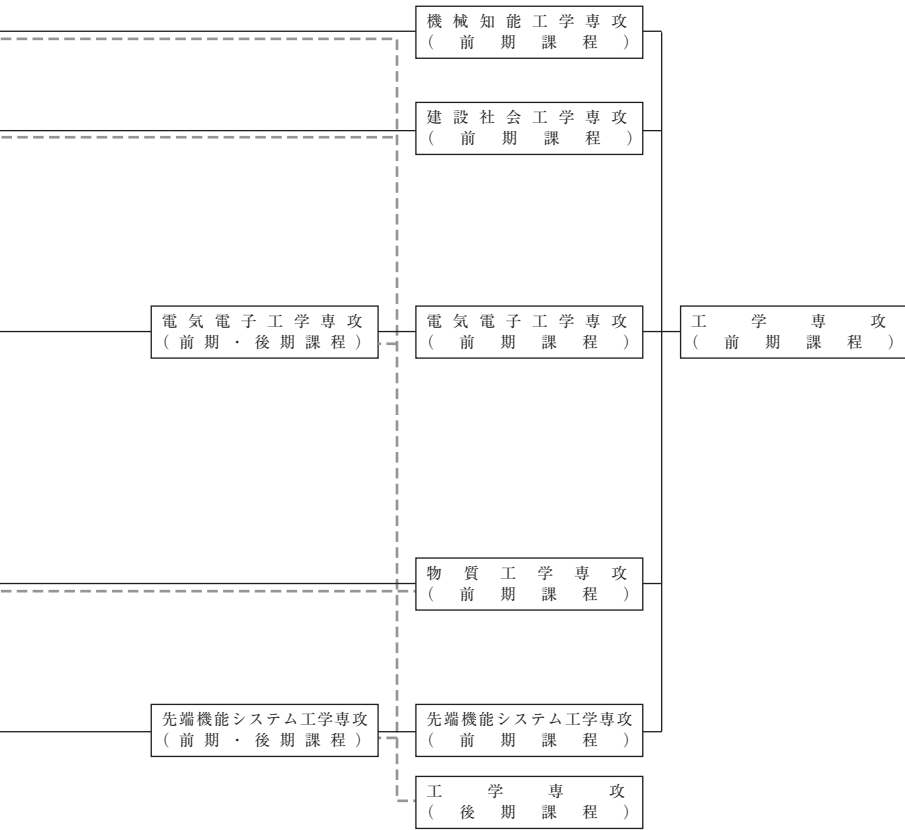 機械知能工学専攻
(前期課程)
建設社会工学専攻
(前期課程)
電気電子工学専攻
(前期・後期課程)
電気電子工学専攻
(前期課程)
工学専攻
(前期課程)
物質工学専攻
(前期課程)
先端機能システム工学専攻
(前期・後期課程)
先端機能システム工学専攻
(前期課程)
工学専攻
(後期課程)